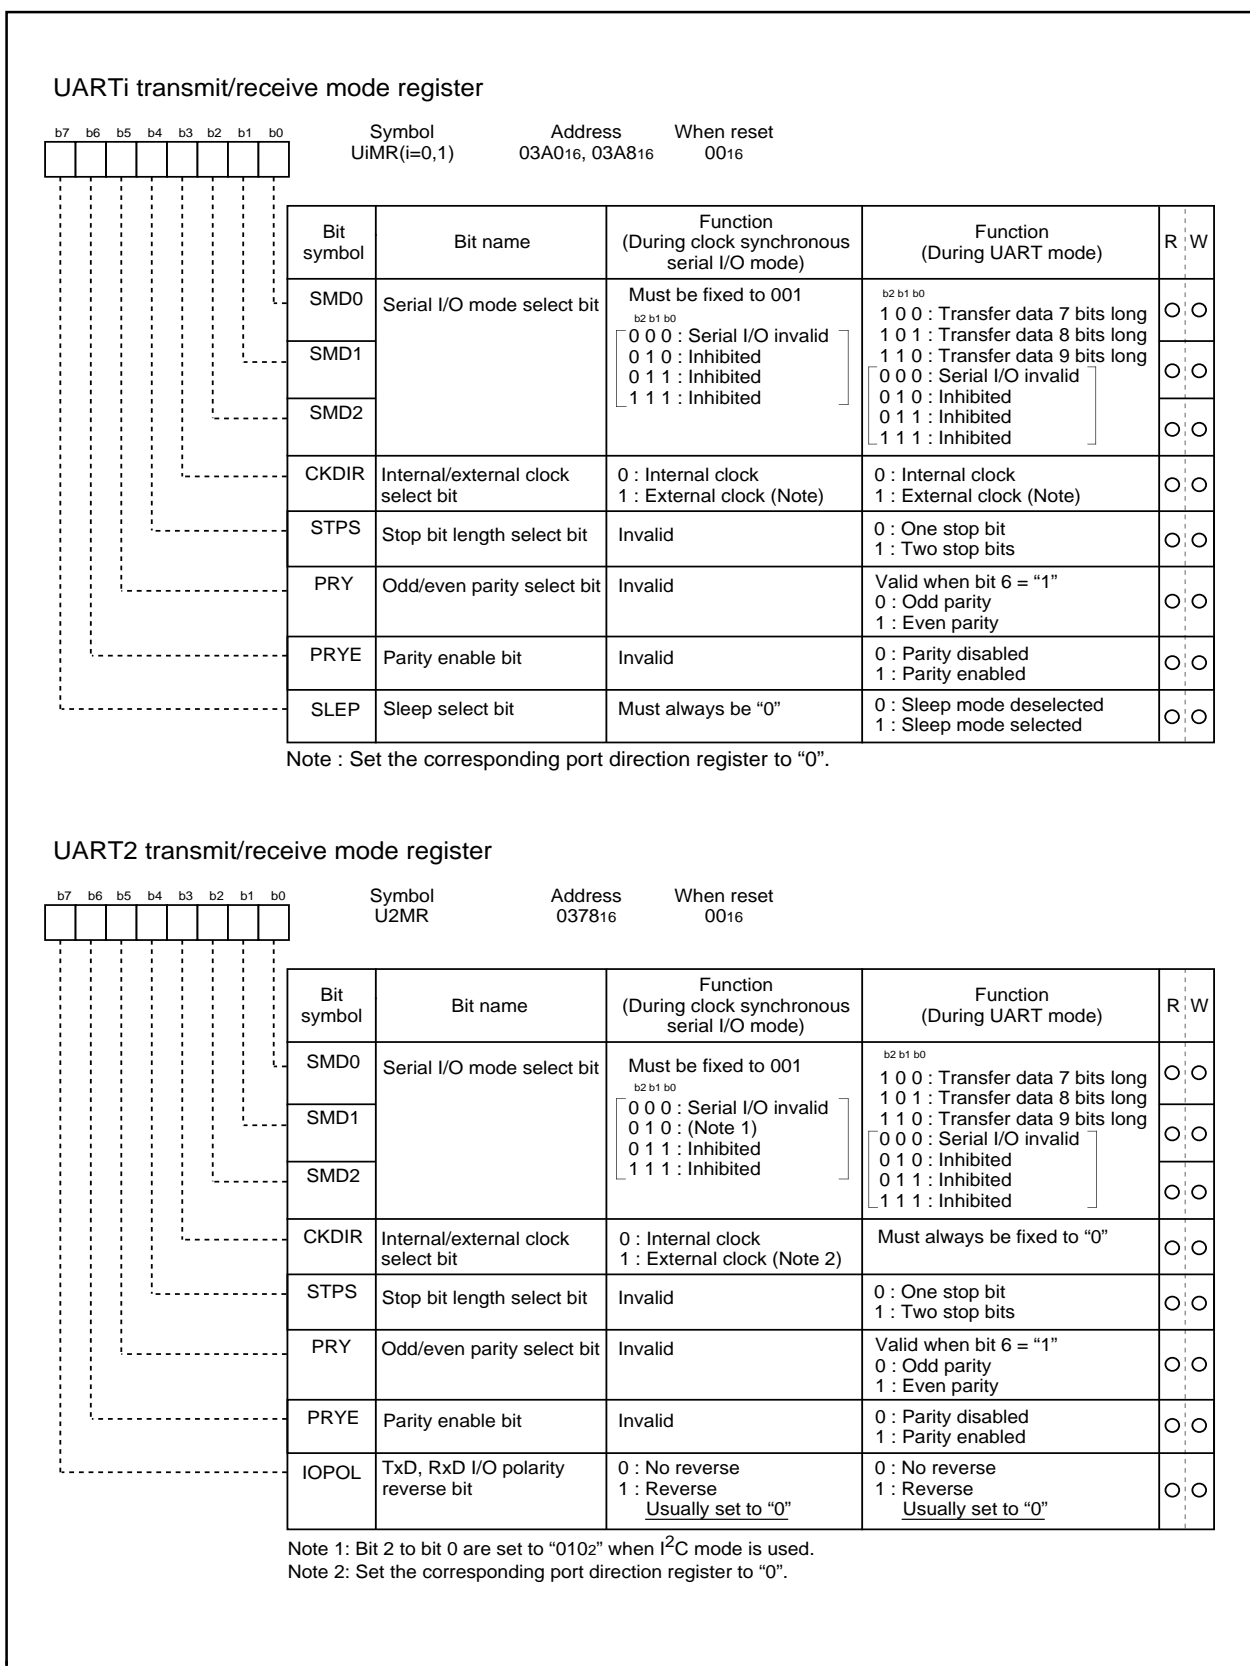 UARTi transmit/receive mode register
b7 b6 b5 b4 b3 b2 b1 b0
Symbol Address When reset
UiMR(i=0,1) 03A016, 03A816 0016
Bit symbol Bit name Function (During clock synchronous serial I/O mode) Function (During UART mode) R W
SMD0 Serial I/O mode select bit
SMD1
SMD2
Must be fixed to 001
b2 b1 b0
0 0 0 : Serial I/O invalid
0 1 0 : Inhibited
0 1 1 : Inhibited
1 1 1 : Inhibited
b2 b1 b0
1 0 0 : Transfer data 7 bits long
1 0 1 : Transfer data 8 bits long
1 1 0 : Transfer data 9 bits long
0 0 0 : Serial I/O invalid
0 1 0 : Inhibited
0 1 1 : Inhibited
1 1 1 : Inhibited
CKDIR Internal/external clock select bit
0 : Internal clock
1 : External clock (Note)
0 : Internal clock
1 : External clock (Note)
STPS Stop bit length select bit Invalid
0 : One stop bit
1 : Two stop bits
PRY Odd/even parity select bit Invalid
Valid when bit 6 = “1”
0 : Odd parity
1 : Even parity
PRYE Parity enable bit Invalid
0 : Parity disabled
1 : Parity enabled
SLEP Sleep select bit Must always be “0”
0 : Sleep mode deselected
1 : Sleep mode selected
Note : Set the corresponding port direction register to “0”.
UART2 transmit/receive mode register
b7 b6 b5 b4 b3 b2 b1 b0
Symbol Address When reset
U2MR 037816 0016
Bit symbol Bit name Function (During clock synchronous serial I/O mode) Function (During UART mode) R W
SMD0 Serial I/O mode select bit
SMD1
SMD2
Must be fixed to 001
b2 b1 b0
0 0 0 : Serial I/O invalid
0 1 0 : (Note 1)
0 1 1 : Inhibited
1 1 1 : Inhibited
b2 b1 b0
1 0 0 : Transfer data 7 bits long
1 0 1 : Transfer data 8 bits long
1 1 0 : Transfer data 9 bits long
0 0 0 : Serial I/O invalid
0 1 0 : Inhibited
0 1 1 : Inhibited
1 1 1 : Inhibited
CKDIR Internal/external clock select bit
0 : Internal clock
1 : External clock (Note 2)
Must always be fixed to “0”
STPS Stop bit length select bit Invalid
0 : One stop bit
1 : Two stop bits
PRY Odd/even parity select bit Invalid
Valid when bit 6 = “1”
0 : Odd parity
1 : Even parity
PRYE Parity enable bit Invalid
0 : Parity disabled
1 : Parity enabled
IOPOL TxD, RxD I/O polarity reverse bit
0 : No reverse
1 : Reverse
Usually set to “0”
0 : No reverse
1 : Reverse
Usually set to “0”
Note 1: Bit 2 to bit 0 are set to “0102” when I2C mode is used.
Note 2: Set the corresponding port direction register to “0”.